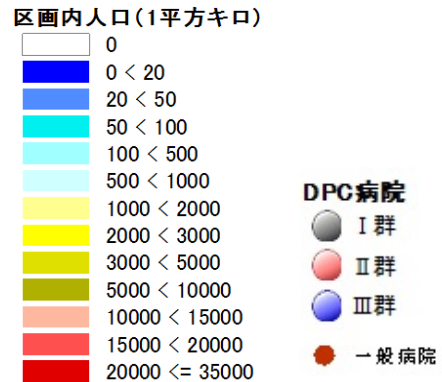 区画内人口(1平方キロ)
0
0 < 20
20 < 50
50 < 100
100 < 500
500 < 1000
1000 < 2000
2000 < 3000
3000 < 5000
5000 < 10000
10000 < 15000
15000 < 20000
20000 <= 35000
DPC病院
Ⅰ群
Ⅱ群
Ⅲ群
一般病院